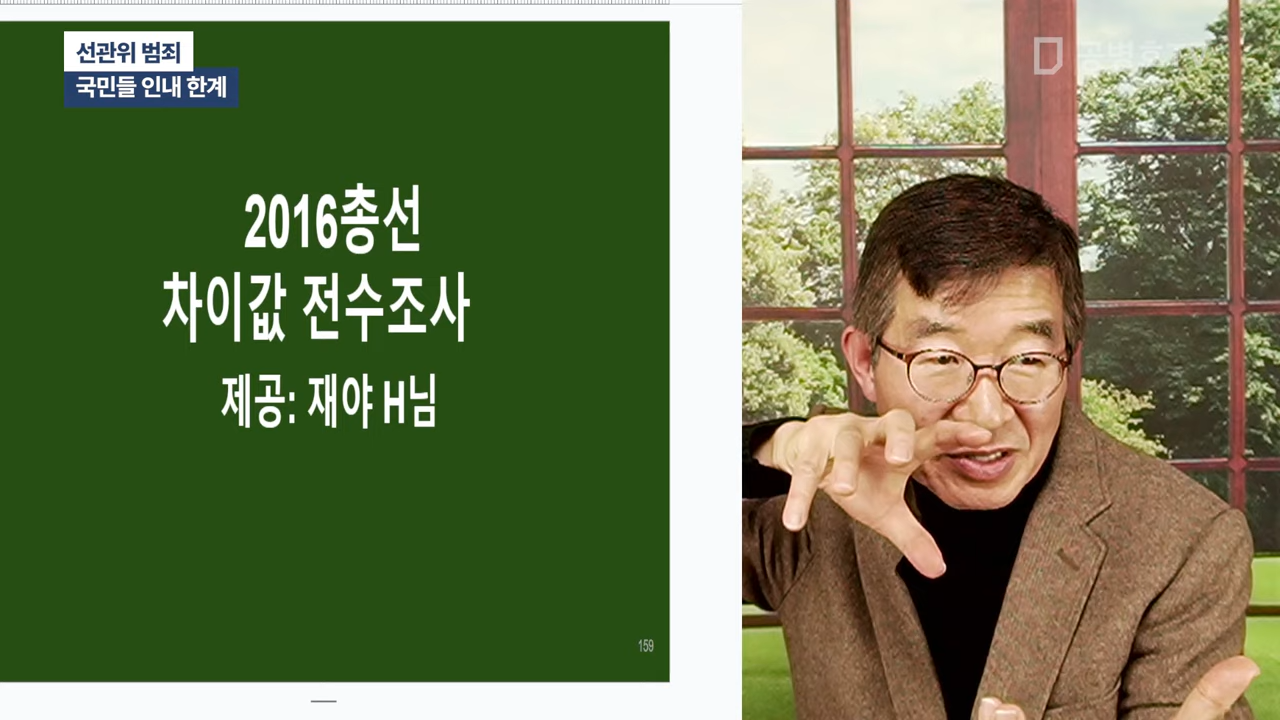 선관위 범죄
국민들 인내 한계
2016총선
차이값 전수조사
제공: 재야 H님
159